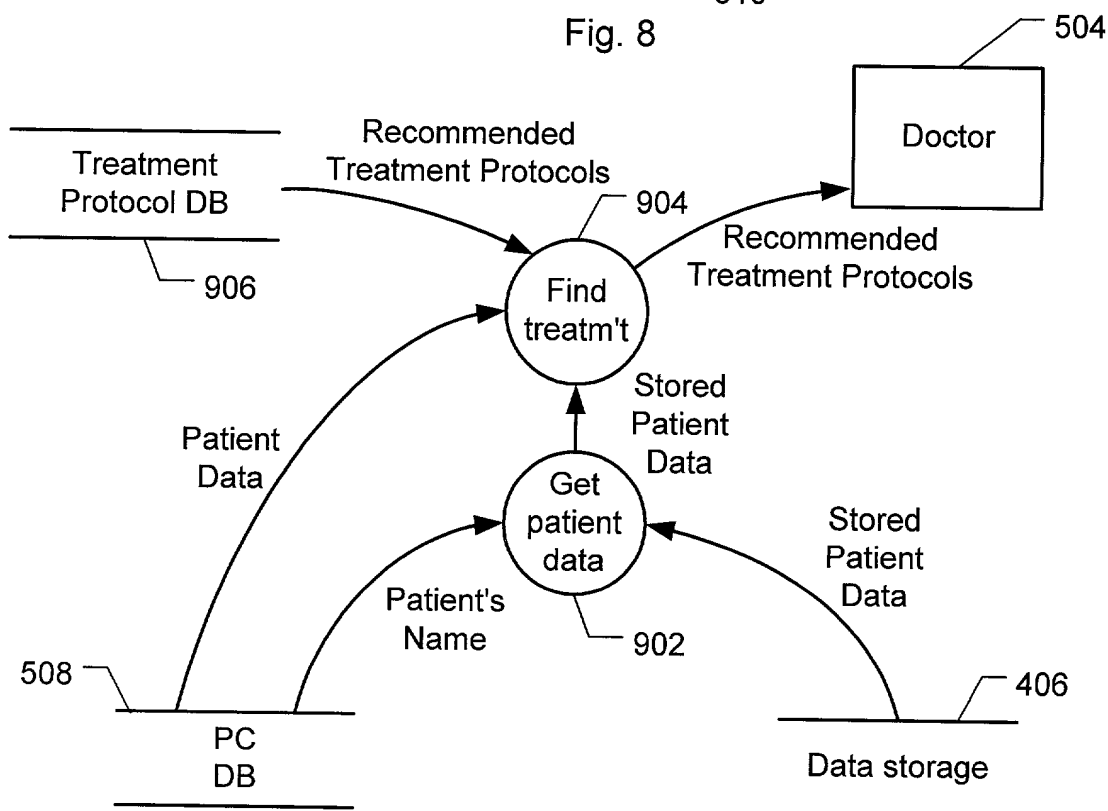 Fig. 8
504
Doctor
Recommended
Treatment Protocols
Treatment
Protocol DB
904
906
Recommended
Treatment Protocols
Find
treatm't
Stored
Patient
Data
Patient
Data
Get
patient
data
Stored
Patient
Data
Patient's
Name
902
508
406
PC
DB
Data storage